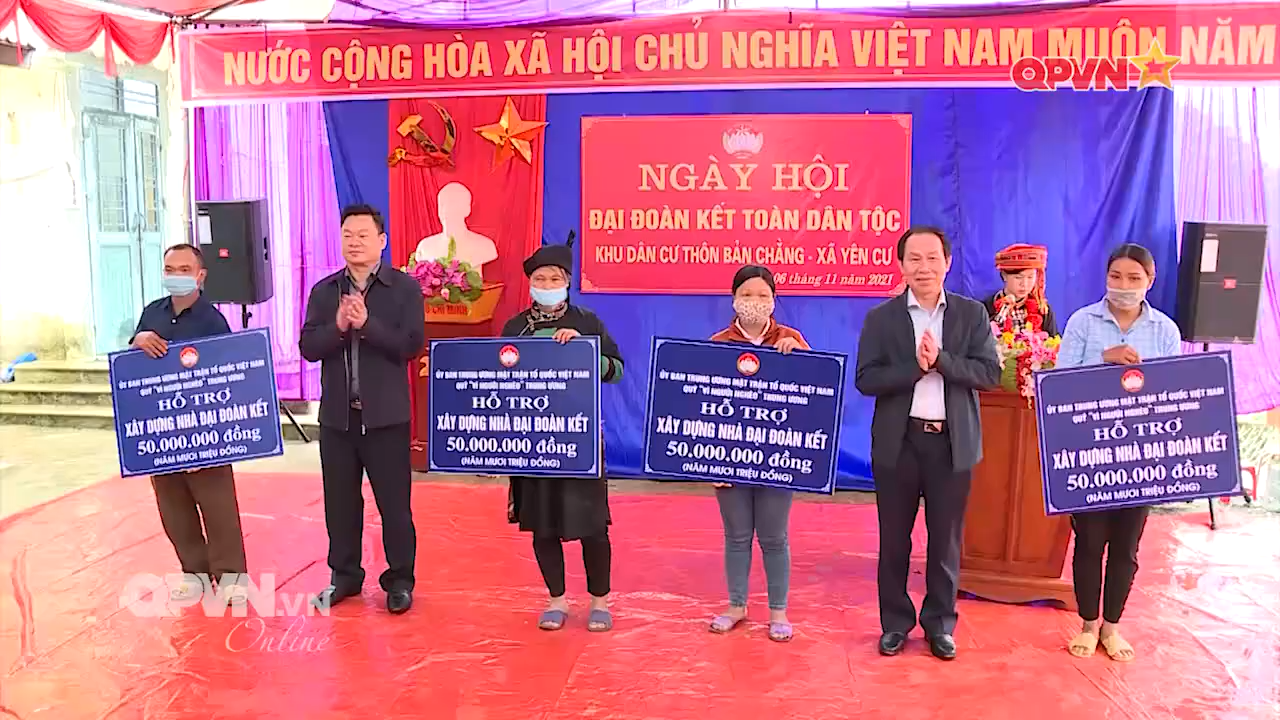 NƯỚC CỘNG HÒA XÃ HỘI CHỦ NGHĨA VIỆT NAM MUÔN NĂM
QPVN
NGÀY HỘI
ĐẠI ĐOÀN KẾT TOÀN DÂN TỘC
KHU DÂN CƯ THÔN BẢN CHẰNG - XÃ YÊN CƯ
06 tháng 11 năm 2021
CHÍ MINH
ỦY BAN TRUNG ƯƠNG MẶT TRẬN TỔ QUỐC VIỆT NAM
QUỸ "VÌ NGƯỜI NGHÈO" TRUNG ƯƠNG
HỖ TRỢ
XÂY DỰNG NHÀ ĐẠI ĐOÀN KẾT
50.000.000 đồng
(NĂM MƯƠI TRIỆU ĐỒNG)
ỦY BAN TRUNG ƯƠNG MẶT TRẬN TỔ QUỐC VIỆT NAM
QUỸ "VÌ NGƯỜI NGHÈO" TRUNG ƯƠNG
HỖ TRỢ
XÂY DỰNG NHÀ ĐẠI ĐOÀN KẾT
50.000.000 đồng
(NĂM MƯƠI TRIỆU ĐỒNG)
ỦY BAN TRUNG ƯƠNG MẶT TRẬN TỔ QUỐC VIỆT NAM
QUỸ "VÌ NGƯỜI NGHÈO" TRUNG ƯƠNG
HỖ TRỢ
XÂY DỰNG NHÀ ĐẠI ĐOÀN KẾT
50.000.000 đồng
(NĂM MƯƠI TRIỆU ĐỒNG)
ỦY BAN TRUNG ƯƠNG MẶT TRẬN TỔ QUỐC VIỆT NAM
QUỸ "VÌ NGƯỜI NGHÈO" TRUNG ƯƠNG
HỖ TRỢ
XÂY DỰNG NHÀ ĐẠI ĐOÀN KẾT
50.000.000 đồng
(NĂM MƯƠI TRIỆU ĐỒNG)
QPVN.VN
Online